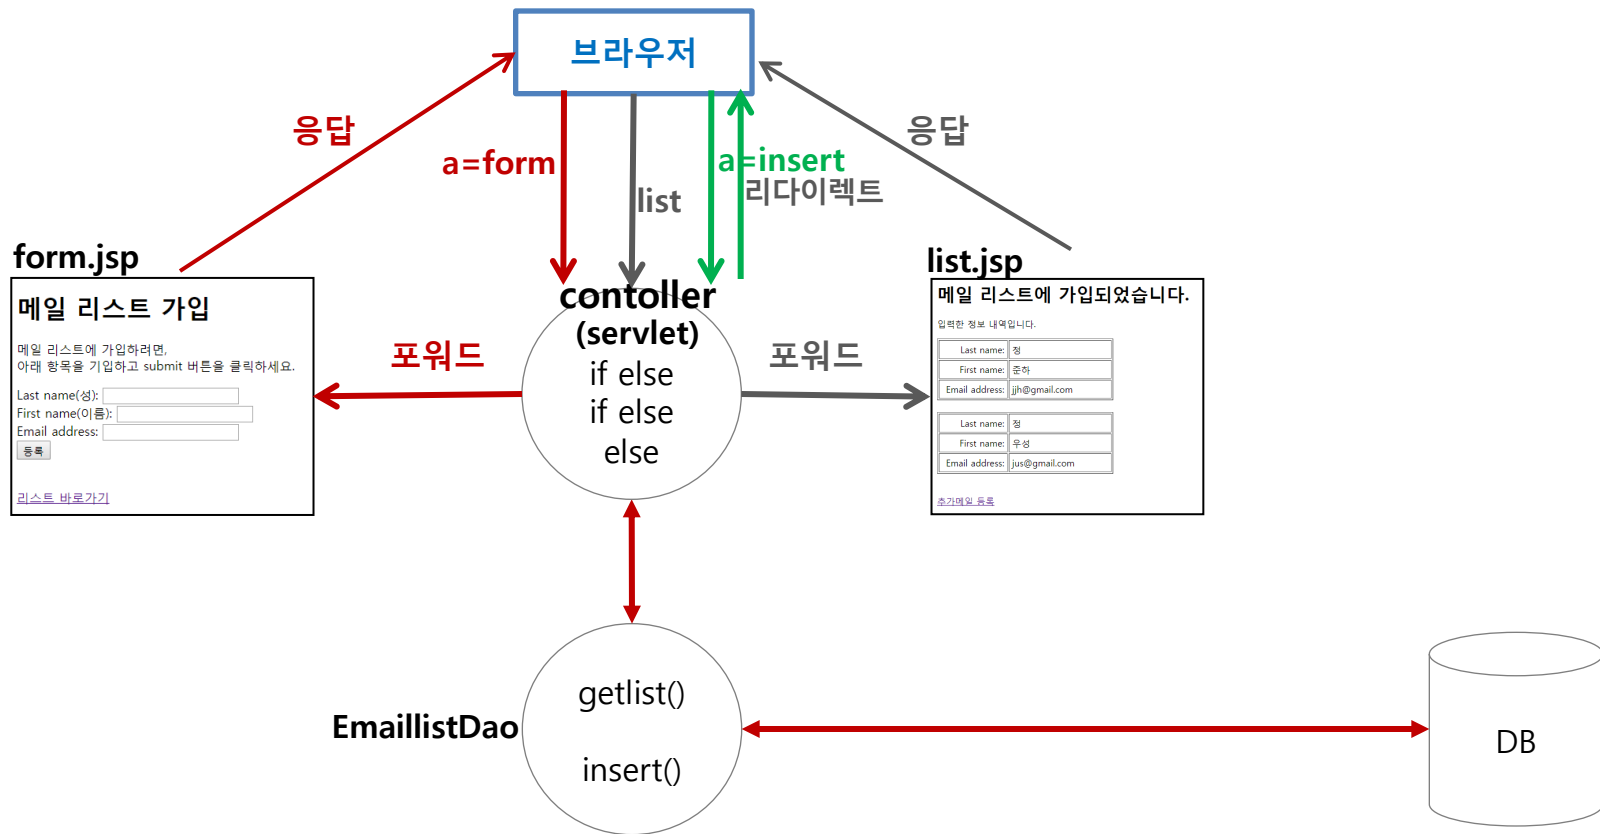 브라우저
응답
응답
a=form
a=insert
리다이렉트
list
form.jsp
list.jsp
메일 리스트 가입
메일 리스트에 가입하려면,
아래 항목을 기입하고 submit 버튼을 클릭하세요.
Last name(성):
First name(이름):
Email address:
등록
리스트 바로가기
포워드
contoller
(servlet)
if else
if else
else
포워드
메일 리스트에 가입되었습니다.
입력한 정보 내역입니다.
Last name: 정
First name: 준하
Email address: jjh@gmail.com
Last name: 정
First name: 우성
Email address: jus@gmail.com
추가메일 등록
EmaillistDao
getlist()
insert()
DB